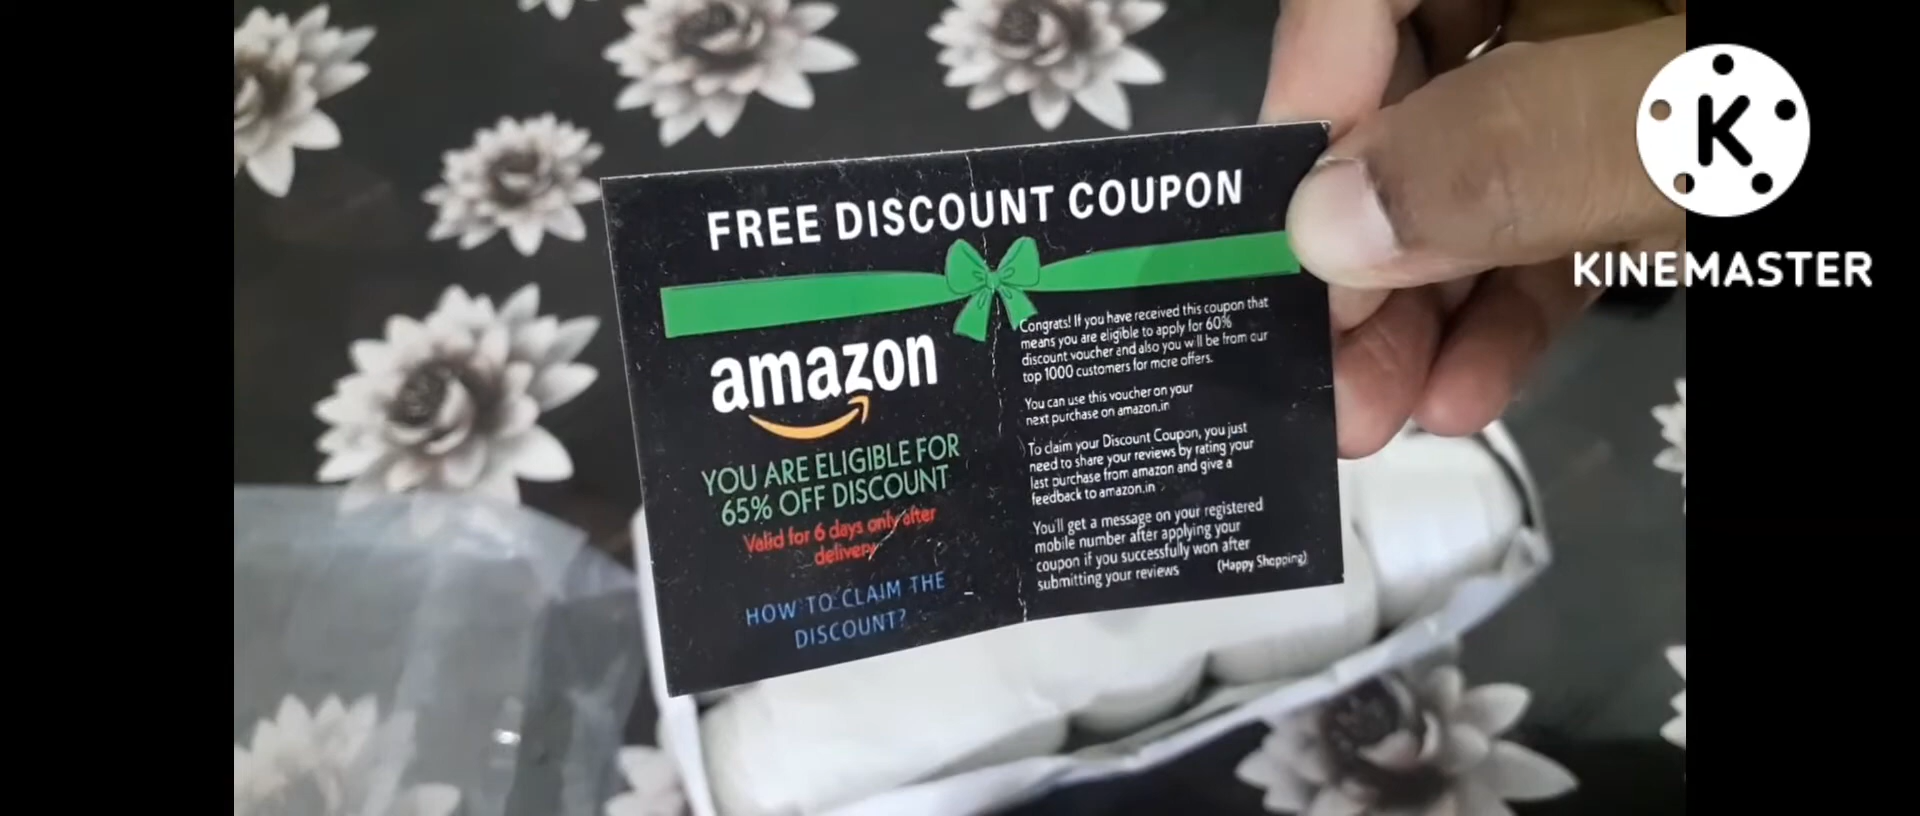 FREE DISCOUNT COUPON
amazon
YOU ARE ELIGIBLE FOR
65% OFF DISCOUNT
Valid for 6 days only after
delivery
HOW TO CLAIM THE
DISCOUNT?
Congrats! If you have received this coupon that
means you are eligible to apply for 60%
discount voucher and also you will be from our
top 1000 customers for more offers.
You can use this voucher on your
next purchase on amazon.in
To claim your Discount Coupon, you just
need to share your reviews by rating your
last purchase from amazon and give a
feedback to amazon.in
You'll get a message on your registered
mobile number after applying your
coupon if you successfully won after
submitting your reviews (Happy Shopping)
K
KINEMASTER